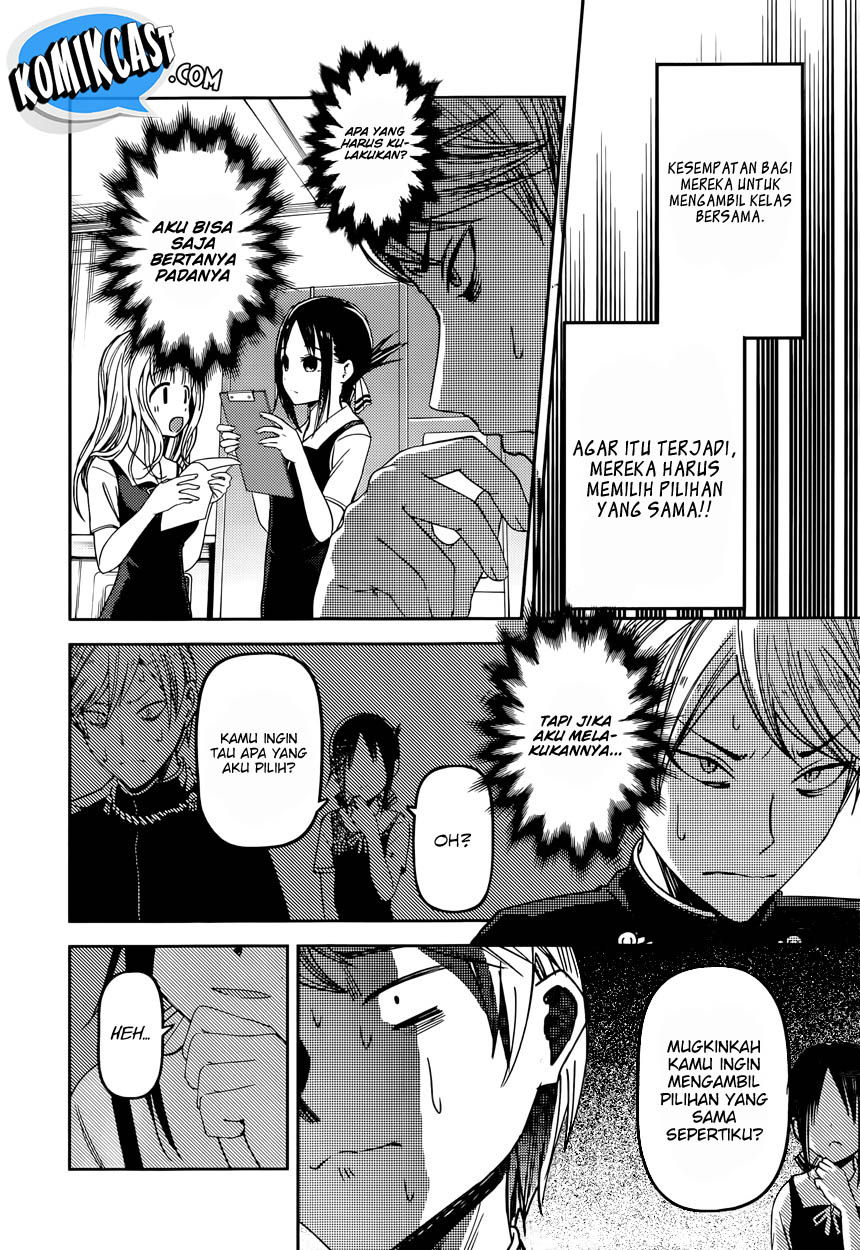 KOMIKCAST
.COM
KESEMPATAN BAGI
MEREKA UNTUK
MENGAMBIL KELAS
BERSAMA.
AGAR ITU TERJADI,
MEREKA HARUS
MEMILIH PILIHAN
YANG SAMA!!
APA YANG
HARUS KU-
LAKUKAN?
AKU BISA
SAJA
BERTANYA
PADANYA
TAPI JIKA
AKU MELA-
KUKANNYA...
OH?
KAMU INGIN
TAU APA YANG
AKU PILIH?
MUGKINKAH
KAMU INGIN
MENGAMBIL
PILIHAN YANG
SAMA
SEPERTIKU?
HEH...